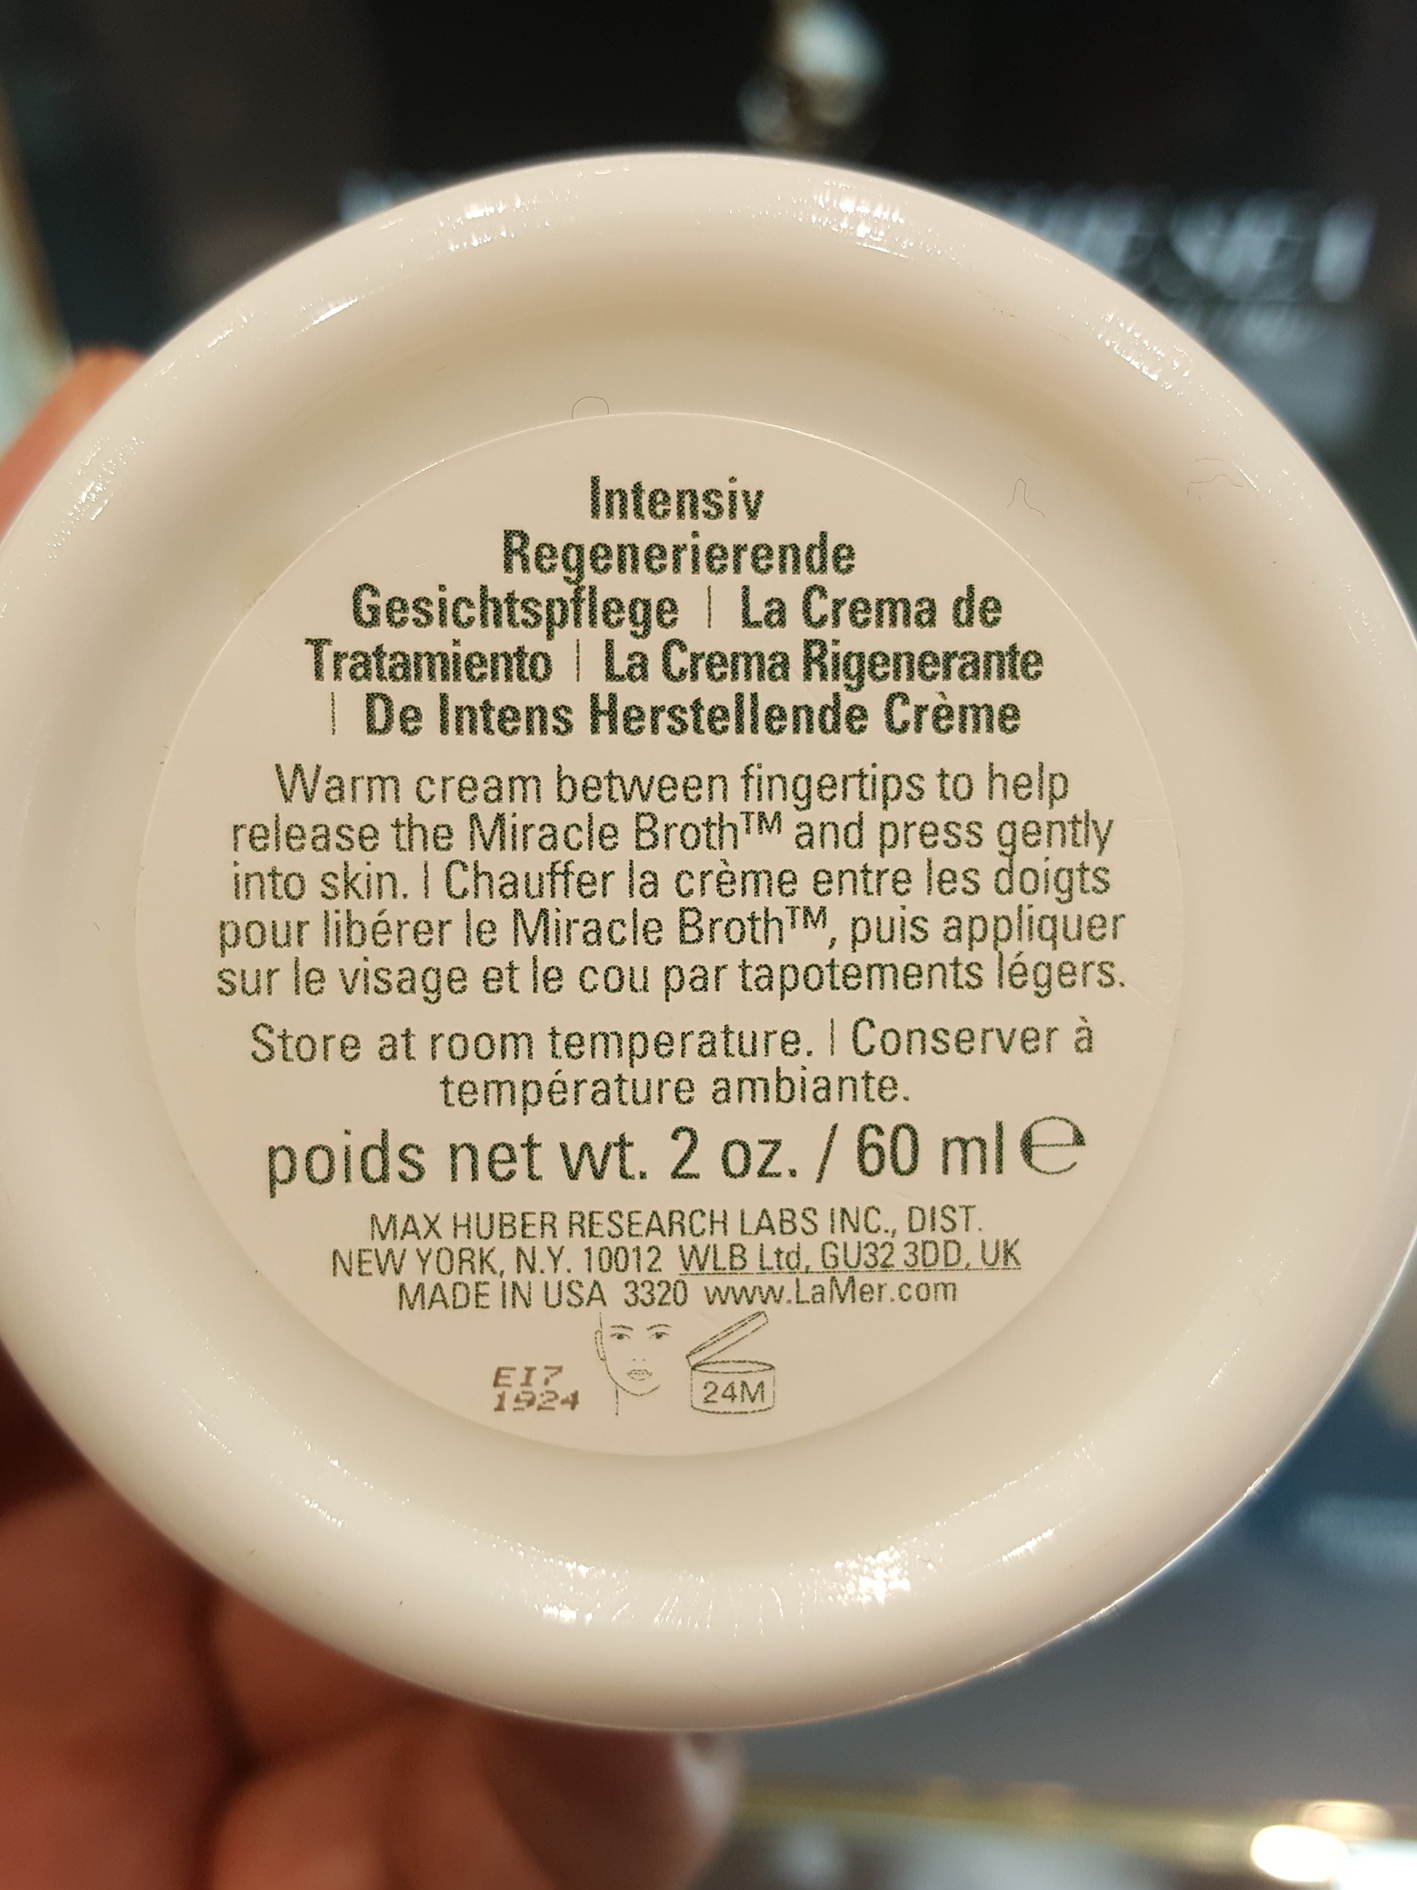 Intensiv
Regenerierende
Gesichtspflege | La Crema de
Tratamiento | La Crema Rigenerante
| De Intens Herstellende Crème
Warm cream between fingertips to help
release the Miracle Broth™ and press gently
into skin. | Chauffer la crème entre les doigts
pour libérer le Miracle Broth™, puis appliquer
sur le visage et le cou par tapotements légers.
Store at room temperature. | Conserver à
température ambiante.
poids net wt. 2 oz. / 60 ml ℮
MAX HUBER RESEARCH LABS INC., DIST.
NEW YORK, N.Y. 10012 WLB Ltd, GU32 3DD, UK
MADE IN USA 3320 www.LaMer.com
EI7
1924
24M